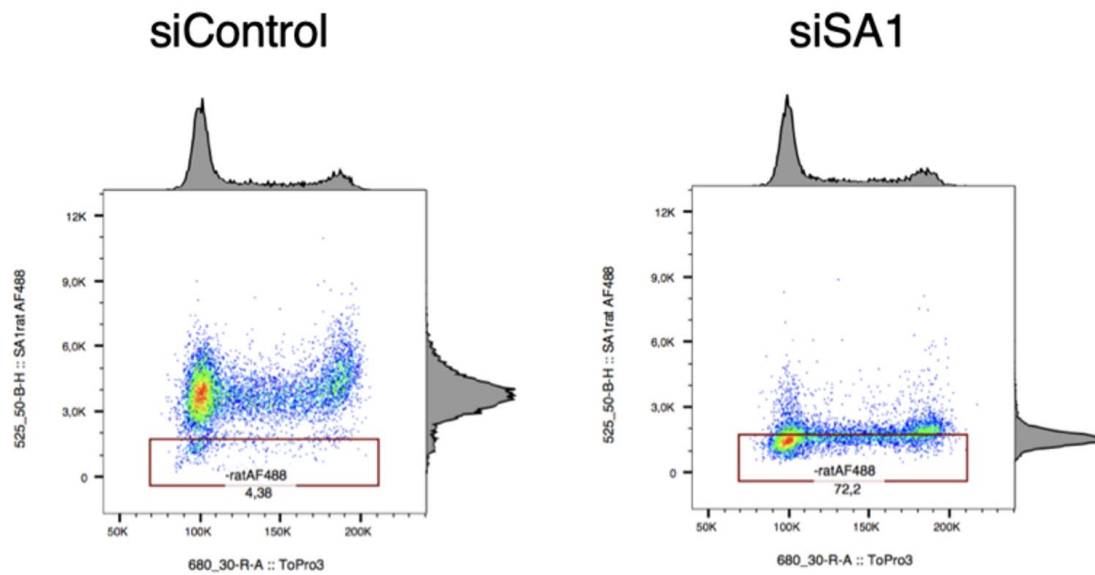 siControl
siSA1
525_50-B-H :: SA1rat AF488
12K
9,0K
6,0K
3,0K
0
-ratAF488
4,38
50K
100K
150K
200K
680_30-R-A :: ToPro3
525_50-B-H :: SA1rat AF488
12K
9,0K
6,0K
3,0K
0
-ratAF488
72,2
50K
100K
150K
200K
680_30-R-A :: ToPro3